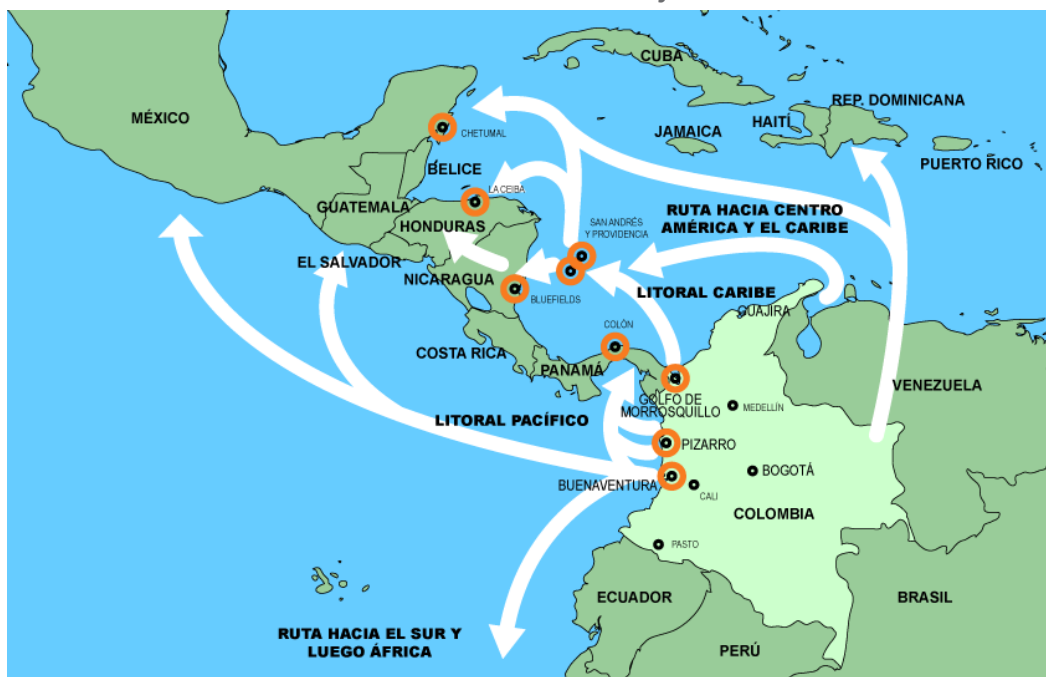 CUBA
REP. DOMINICANA
MÉXICO
HAITÍ
JAMAICA
CHETUMAL
PUERTO RICO
BELICE
LA CEIBA
GUATEMALA
HONDURAS
RUTA HACIA CENTRO
AMÉRICA Y EL CARIBE
SAN ANDRÉS
Y PROVIDENCIA
EL SALVADOR
NICARAGUA
BLUEFIELDS
LITORAL CARIBE
GUAJIRA
COLÓN
COSTA RICA
PANAMÁ
VENEZUELA
GOLFO DE
MORROSQUILLO
MEDELLÍN
LITORAL PACÍFICO
PIZARRO
BUENAVENTURA
BOGOTÁ
CALI
COLOMBIA
PASTO
ECUADOR
BRASIL
RUTA HACIA EL SUR Y
LUEGO ÁFRICA
PERÚ